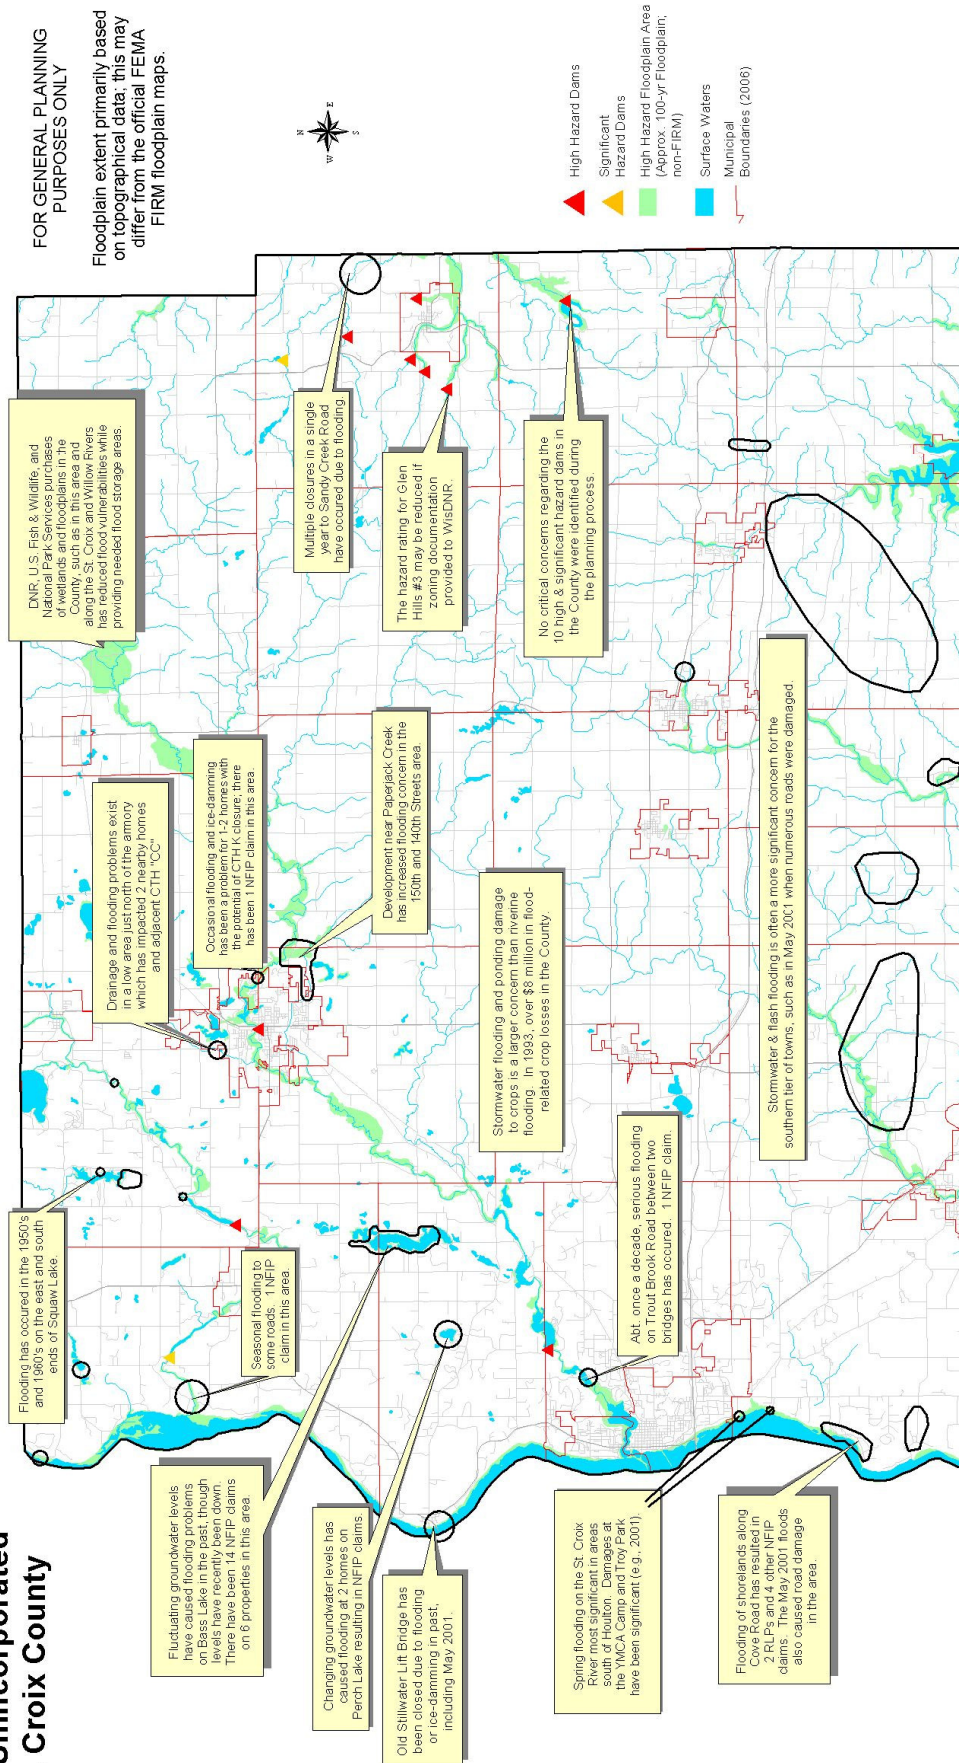 Croix County
FOR GENERAL PLANNING
PURPOSES ONLY
Floodplain extent primarily based
on topographical data; this may
differ from the official FEMA
FIRM floodplain maps.
N
W
E
S
High Hazard Dams
Significant
Hazard Dams
High Hazard Floodplain Area
(Approx. 100-yr Floodplain;
non-FIRM)
Surface Waters
Municipal
Boundaries (2006)
Flooding has occured in the 1950's
and 1960's on the east and south
ends of Squaw Lake.
Drainage and flooding problems exist
in a low area just north of the armory
which has impacted 2 nearby homes
and adjacent CTH "CC"
DNR, U.S. Fish & Wildlife, and
National Park Services purchases
of wetlands and floodplains in the
County, such as in this area and
along the St. Croix and Willow Rivers
has reduced flood vulnerabilities while
providing needed flood storage areas.
Fluctuating groundwater levels
have caused flooding problems
on Bass Lake in the past, though
levels have recently been down.
There have been 14 NFIP claims
on 6 properties in this area.
Seasonal flooding to
some roads. 1 NFIP
claim in this area.
Occasional flooding and ice-damming
has been a problem for 1-2 homes with
the potential of CTH K closure; there
has been 1 NFIP claim in this area.
Multiple closures in a single
year to Sandy Creek Road
have occured due to flooding.
Changing groundwater levels has
caused flooding at 2 homes on
Perch Lake resulting in NFIP claims.
Development near Paperjack Creek
has increased flooding concern in the
150th and 140th Streets area.
The hazard rating for Glen
Hills #3 may be reduced if
zoning documentation
provided to WisDNR.
Old Stillwater Lift Bridge has
been closed due to flooding
or ice-damming in past,
including May 2001.
Stormwater flooding and ponding damage
to crops is a larger concern than riverine
flooding. In 1993, over $8 million in flood-
related crop losses in the County.
No critical concerns regarding the
10 high & significant hazard dams in
the County were identified during
the planning process.
Spring flooding on the St. Croix
River most significant in areas
south of Houlton. Damages at
the YMCA Camp and Troy Park
have been significant (e.g., 2001).
Abt. once a decade, serious flooding
on Trout Brook Road between two
bridges has occured. 1 NFIP claim.
Flooding of shorelands along
Cove Road has resulted in
2 RLPs and 4 other NFIP
claims. The May 2001 floods
also caused road damage
in the area.
Stormwater & flash flooding is often a more significant concern for the
southern tier of towns, such as in May 2001 when numerous roads were damaged.